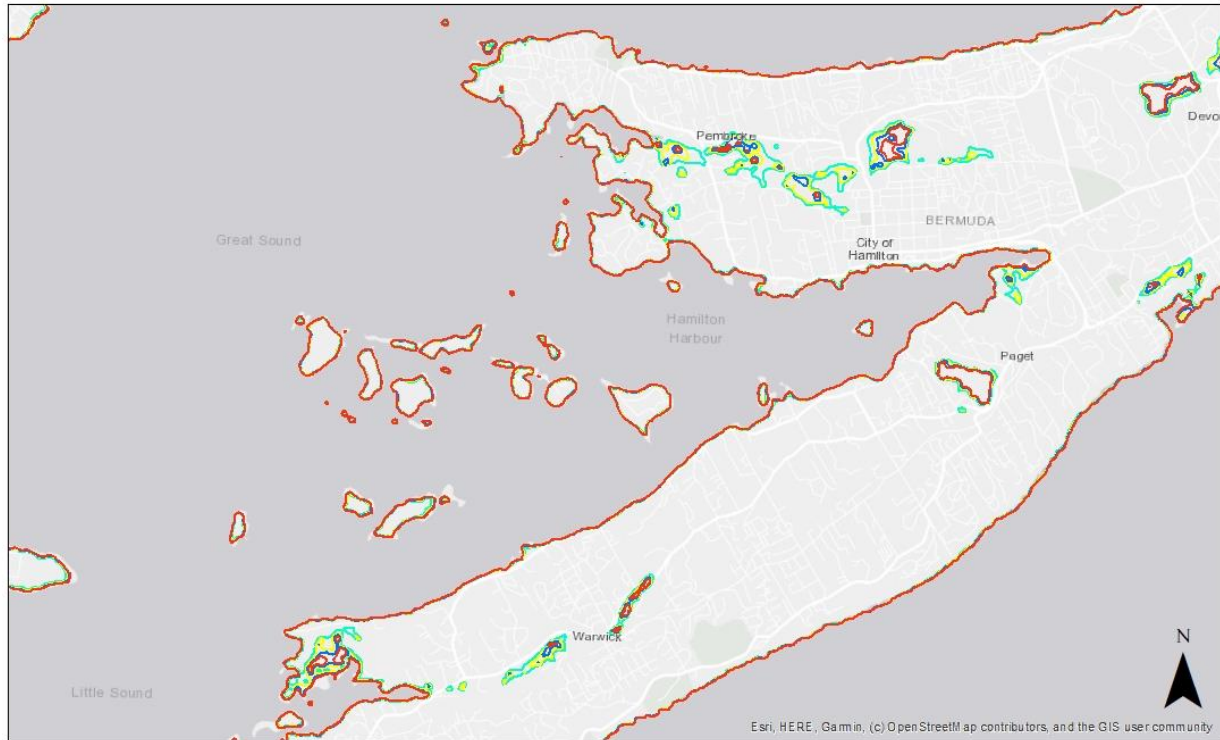 Devo
Pembroke
BERMUDA
Great Sound
City of
Hamilton
Hamilton
Harbour
Paget
Warwick
N
Little Sound
Esri, HERE, Garmin, (c) OpenStreetMap contributors, and the GIS user community